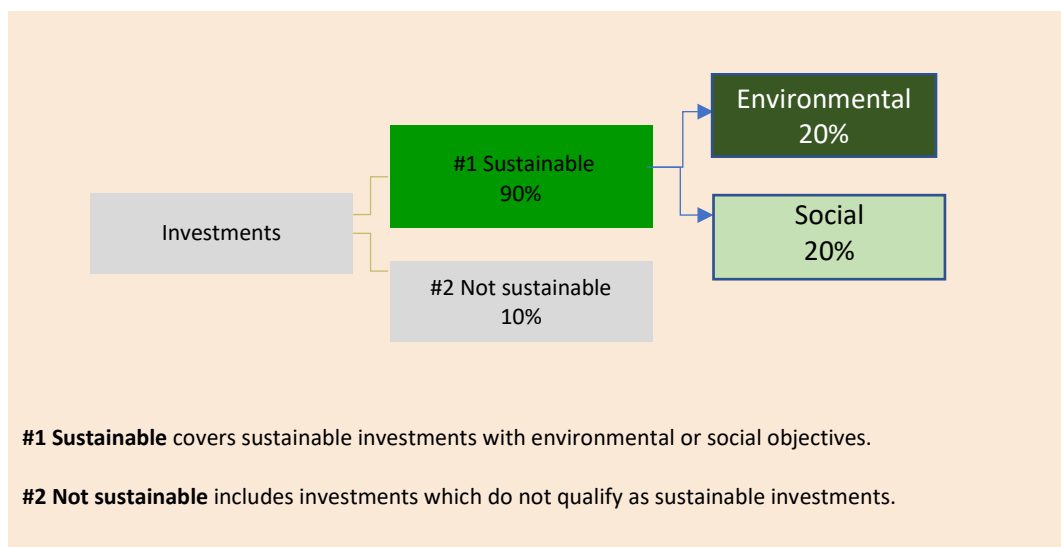 Environmental
20%
#1 Sustainable
90%
Investments
Social
20%
#2 Not sustainable
10%
#1 Sustainable covers sustainable investments with environmental or social objectives.
#2 Not sustainable includes investments which do not qualify as sustainable investments.